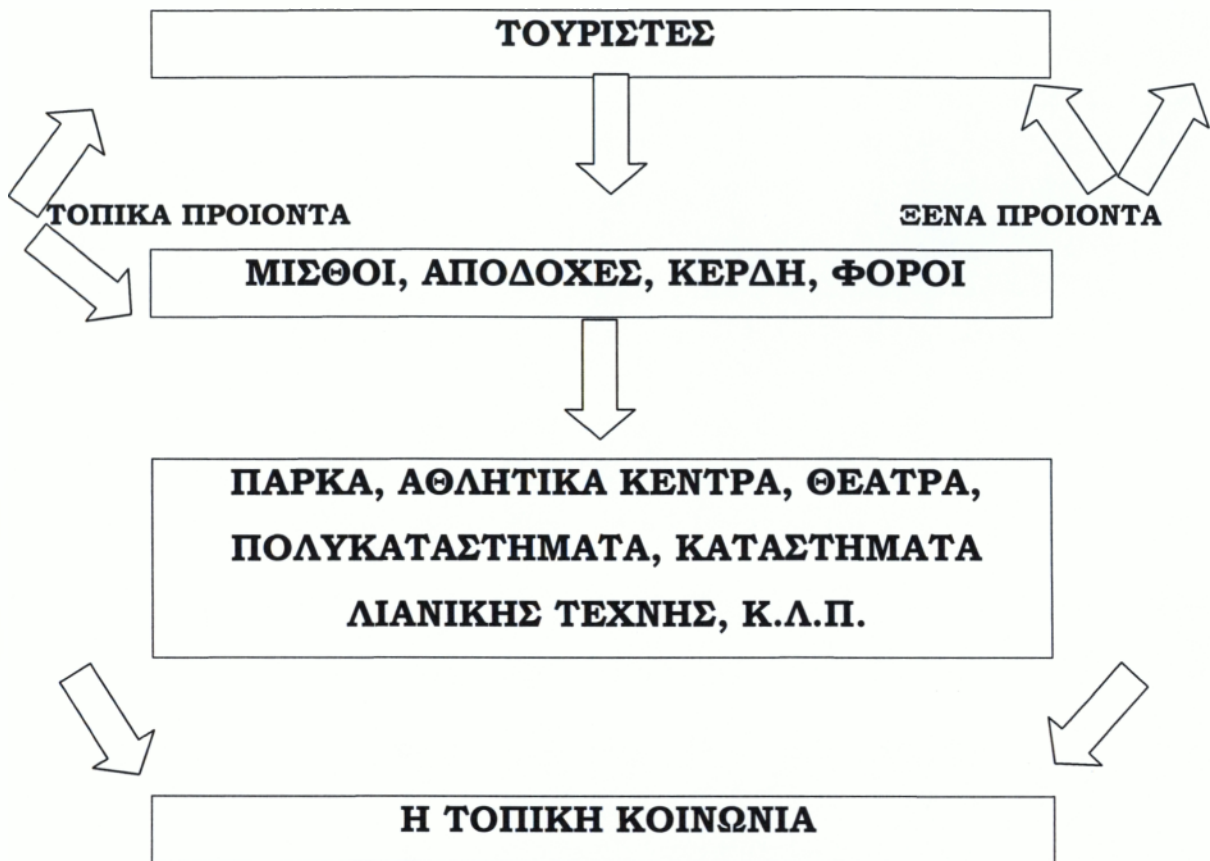 ΤΟΥΡΙΣΤΕΣ
ΤΟΠΙΚΑ ΠΡΟΙΟΝΤΑ
ΞΕΝΑ ΠΡΟΙΟΝΤΑ
ΜΙΣΘΟΙ, ΑΠΟΔΟΧΕΣ, ΚΕΡΔΗ, ΦΟΡΟΙ
ΠΑΡΚΑ, ΑΘΛΗΤΙΚΑ ΚΕΝΤΡΑ, ΘΕΑΤΡΑ,
ΠΟΛΥΚΑΤΑΣΤΗΜΑΤΑ, ΚΑΤΑΣΤΗΜΑΤΑ
ΛΙΑΝΙΚΗΣ ΤΕΧΝΗΣ, Κ.Λ.Π.
Η ΤΟΠΙΚΗ ΚΟΙΝΩΝΙΑ